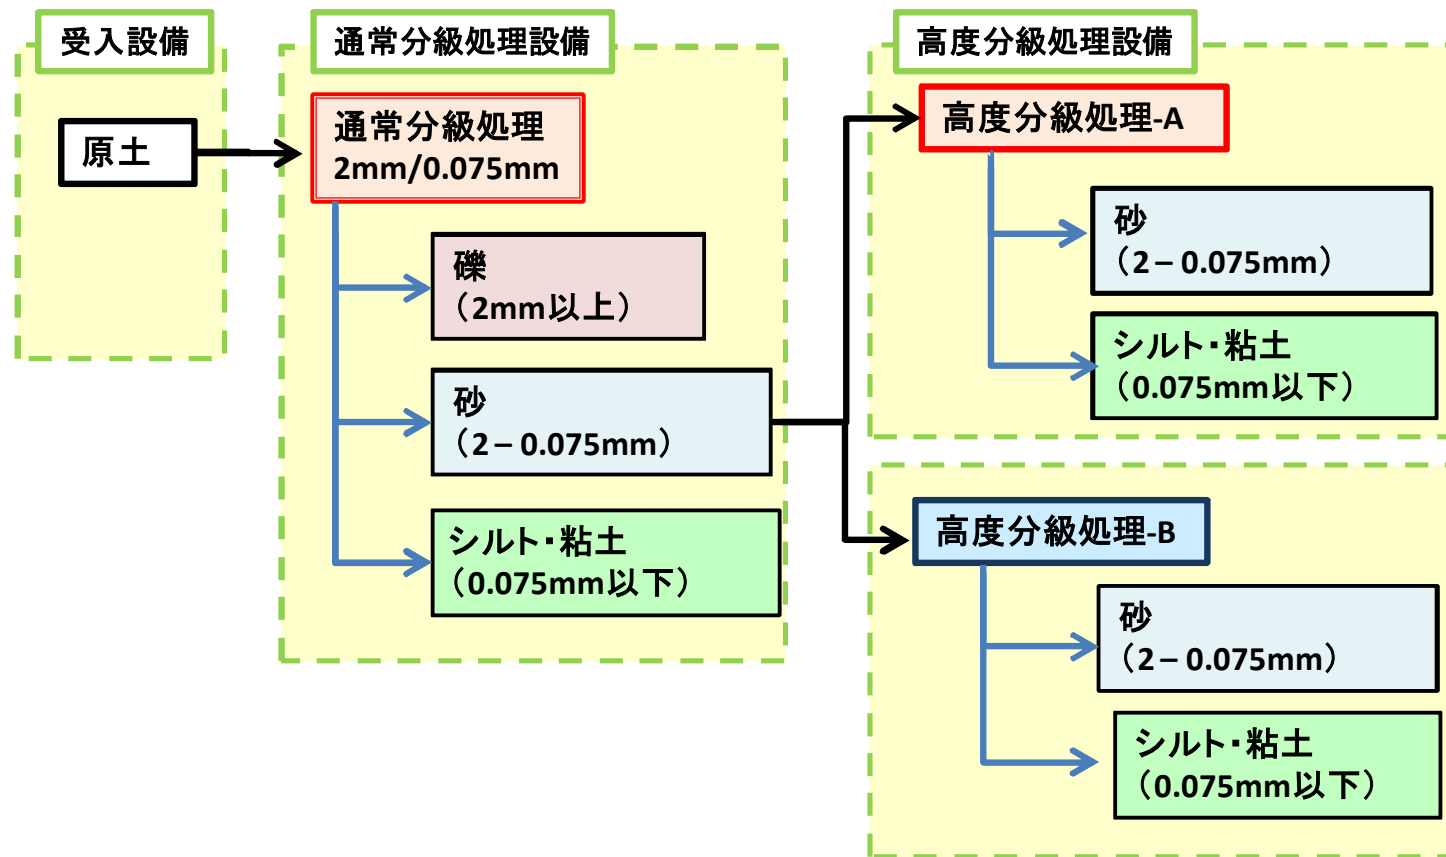 受入設備
原土
通常分級処理設備
通常分級処理
2mm/0.075mm
礫
（2mm以上）
砂
（2－0.075mm）
シルト・粘土
（0.075mm以下）
高度分級処理設備
高度分級処理-A
砂
（2－0.075mm）
シルト・粘土
（0.075mm以下）
高度分級処理-B
砂
（2－0.075mm）
シルト・粘土
（0.075mm以下）